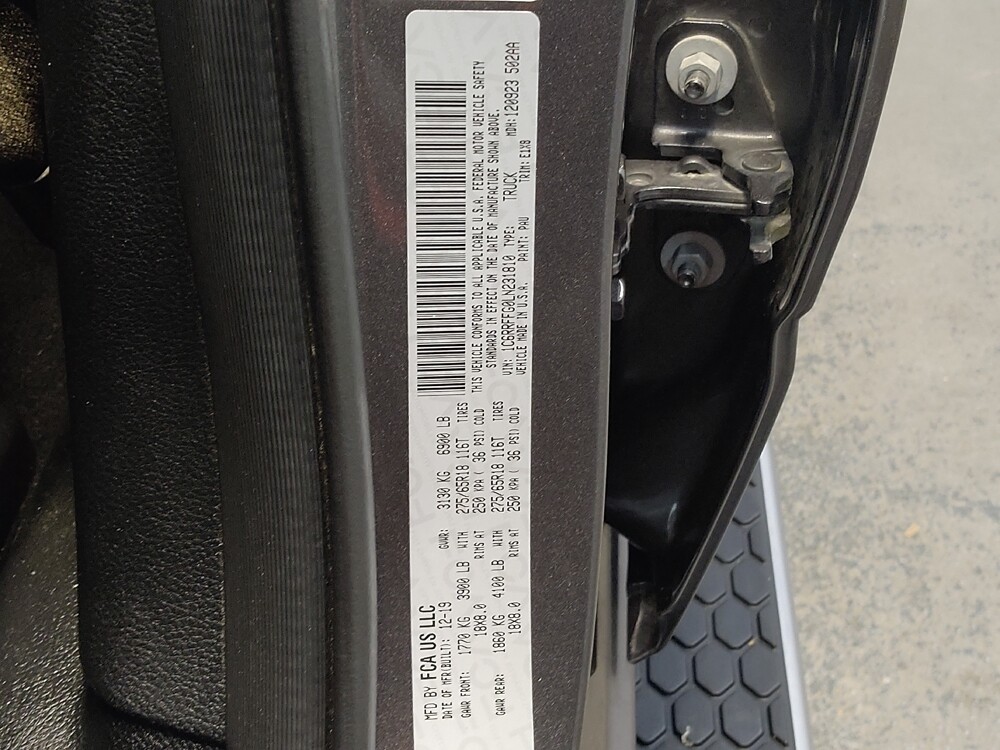 MFD BY FCA US LLC
DATE OF MFR(BUILT): 12-19 GVWR: 3130 KG 6900 LB
GAWR FRONT: 1770 KG 3900 LB WITH 275/65R18 116T TIRES
18X8.0 RIMS AT 250 KPA ( 36 PSI) COLD
GAWR REAR: 1860 KG 4100 LB WITH 275/65R18 116T TIRES
18X8.0 RIMS AT 250 KPA ( 36 PSI) COLD
THIS VEHICLE CONFORMS TO ALL APPLICABLE U.S.A. FEDERAL MOTOR VEHICLE SAFETY
STANDARDS IN EFFECT ON THE DATE OF MANUFACTURE SHOWN ABOVE.
VIN: 1C6RRFFG0LN231810 TYPE: TRUCK MDH: 120923 502AA
VEHICLE MADE IN U.S.A. PAINT: PAU TRIM: E1X8